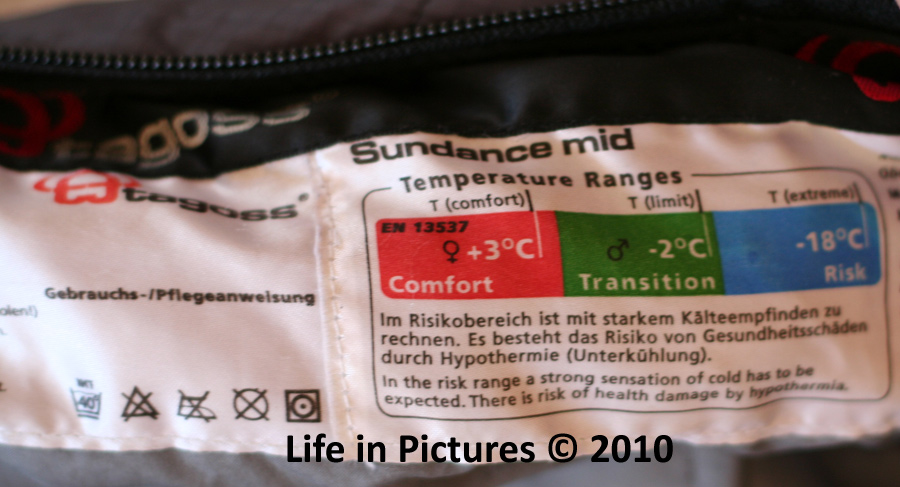 tagoss
Sundance mid
tagoss
Temperature Ranges
T (comfort) T (limit) T (extreme)
EN 13537
♀ +3°C ♂ -2°C -18°C
Comfort Transition Risk
Gebrauchs-/Pflegeanweisung
olen!)
Im Risikobereich ist mit starkem Kälteempfinden zu
rechnen. Es besteht das Risiko von Gesundheitsschäden
durch Hypothermie (Unterkühlung).
In the risk range a strong sensation of cold has to be
expected. There is risk of health damage by hypothermia.
40°
Life in Pictures © 2010